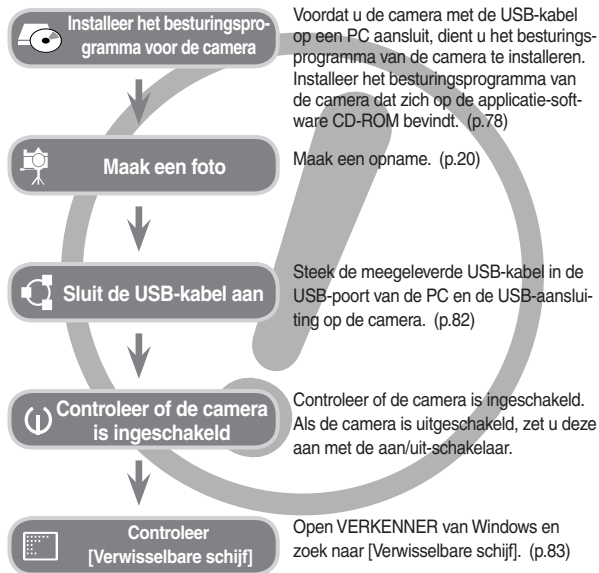 Installeer het besturingspro-
gramma voor de camera
Voordat u de camera met de USB-kabel
op een PC aansluit, dient u het besturings-
programma van de camera te installeren.
Installeer het besturingsprogramma van
de camera dat zich op de applicatie-soft-
ware CD-ROM bevindt. (p.78)
Maak een foto
Maak een opname. (p.20)
Sluit de USB-kabel aan
Steek de meegeleverde USB-kabel in de
USB-poort van de PC en de USB-aanslui-
ting op de camera. (p.82)
Controleer of de camera
is ingeschakeld
Controleer of de camera is ingeschakeld.
Als de camera is uitgeschakeld, zet u deze
aan met de aan/uit-schakelaar.
Controleer
[Verwisselbare schijf]
Open VERKENNER van Windows en
zoek naar [Verwisselbare schijf]. (p.83)